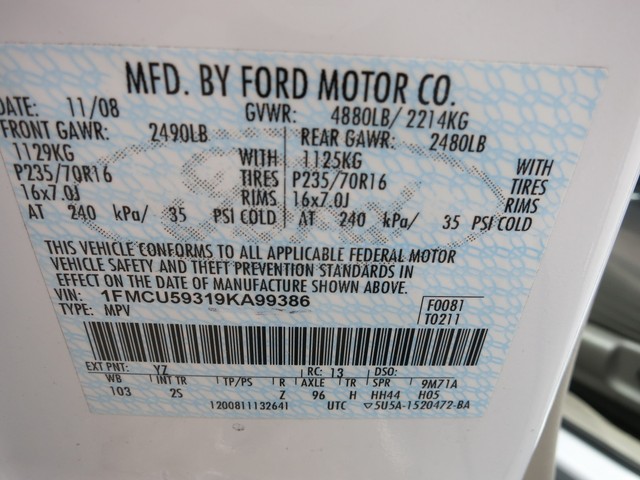 MFD. BY FORD MOTOR CO.
DATE: 11/08 GVWR: 4880LB/ 2214KG
FRONT GAWR: 2490LB REAR GAWR: 2480LB
1129KG WITH 1125KG WITH
P235/70R16 TIRES P235/70R16 TIRES
16x7.0J RIMS 16x7.0J RIMS
AT 240 kPa/ 35 PSI COLD AT 240 kPa/ 35 PSI COLD
THIS VEHICLE CONFORMS TO ALL APPLICABLE FEDERAL MOTOR
VEHICLE SAFETY AND THEFT PREVENTION STANDARDS IN
EFFECT ON THE DATE OF MANUFACTURE SHOWN ABOVE.
VIN: 1FMCU59319KA99386 F0081
TYPE: MPV T0211
EXT PNT: YZ RC: 13 DSO:
WB INT TR TP/PS R AXLE TR SPR 9M71A
103 2S Z 96 H HH44 H05
1200811132641 UTC ▽5U5A-1520472-BA